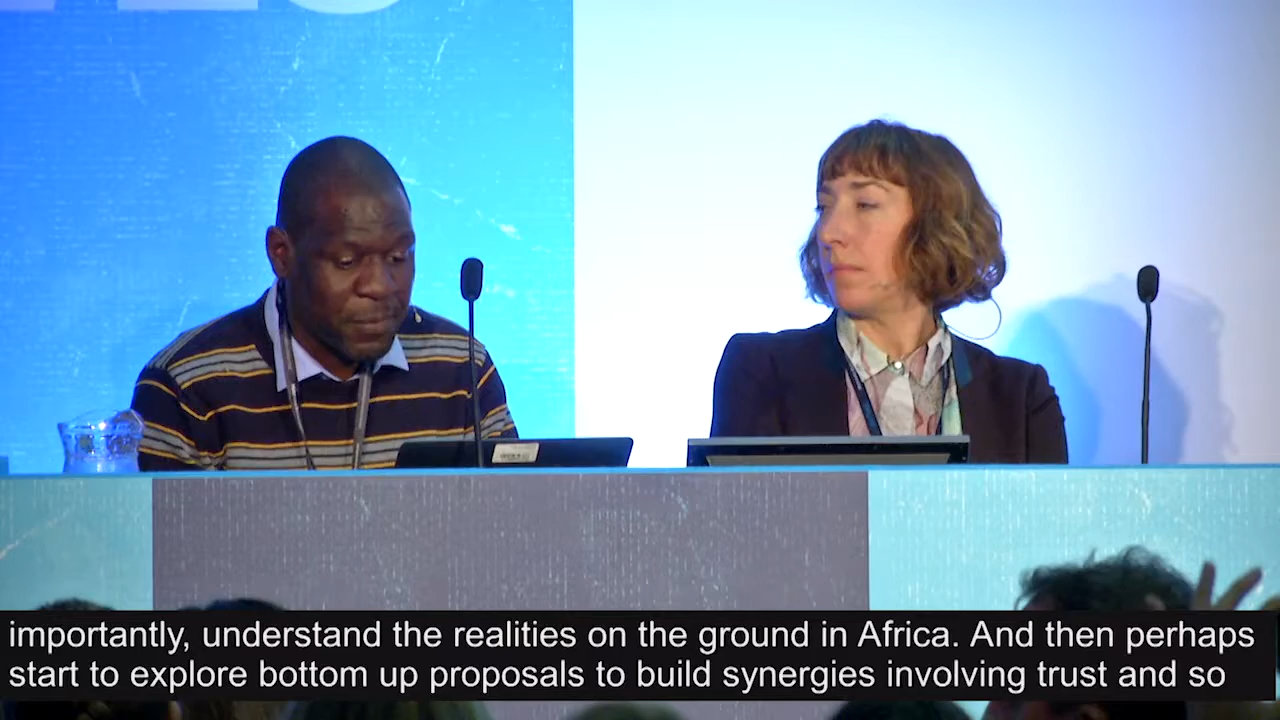 importantly, understand the realities on the ground in Africa. And then perhaps
start to explore bottom up proposals to build synergies involving trust and so